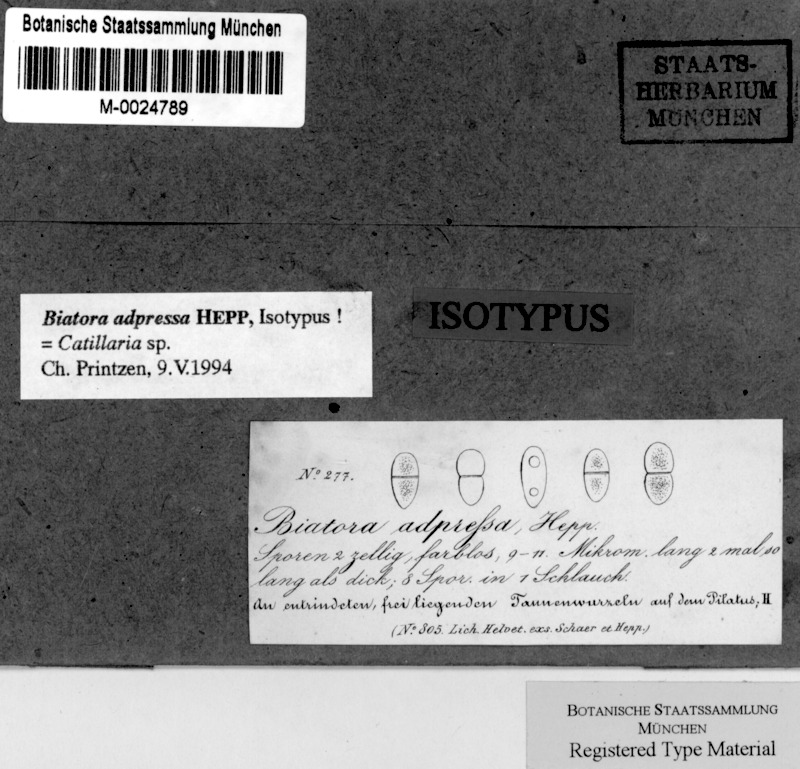 Botanische Staatssammlung München
M-0024789
STAATS-
HERBARIUM
MÜNCHEN
Biatora adpressa HEPP, Isotypus !
= Catillaria sp.
Ch. Printzen, 9.V.1994
ISOTYPUS
No. 277.
Biatora adpreſsa, Hepp.
Sporen 2 zellig, farblos, 9-11. Mikrom. lang 2 mal so
lang als dick; 8 Spor. in 1 Schlauch.
An entrindeten, frei liegenden Tannenwurzeln auf dem Pilatus; H
(No. 805. Lich. Helvet. exs. Schaer et Hepp.)
BOTANISCHE STAATSSAMMLUNG
MÜNCHEN
Registered Type Material